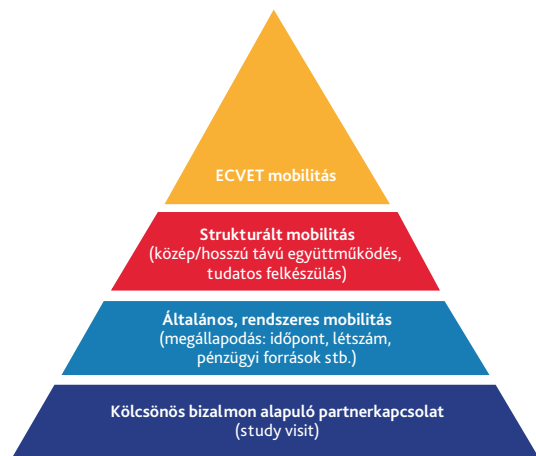 ECVET mobilitás
Strukturált mobilitás
(közép/hosszú távú együttműködés,
tudatos felkészülés)
Általános, rendszeres mobilitás
(megállapodás: időpont, létszám,
pénzügyi források stb.)
Kölcsönös bizalmon alapuló partnerkapcsolat
(study visit)